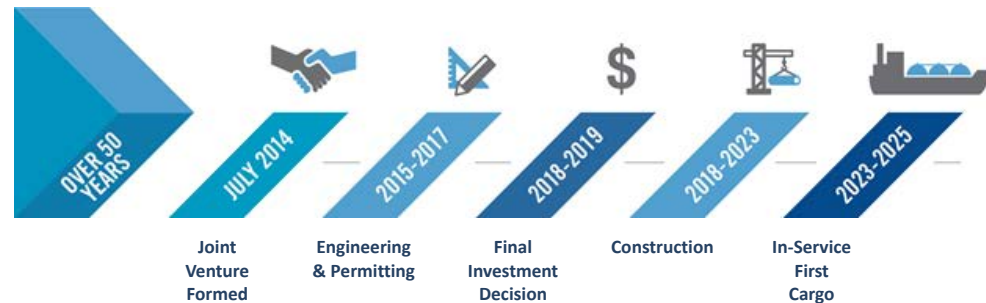 OVER 50
YEARS
JULY 2014
2015-2017
$
2018-2019
2018-2023
2023-2025
Joint
Venture
Formed
Engineering
& Permitting
Final
Investment
Decision
Construction
In-Service
First
Cargo